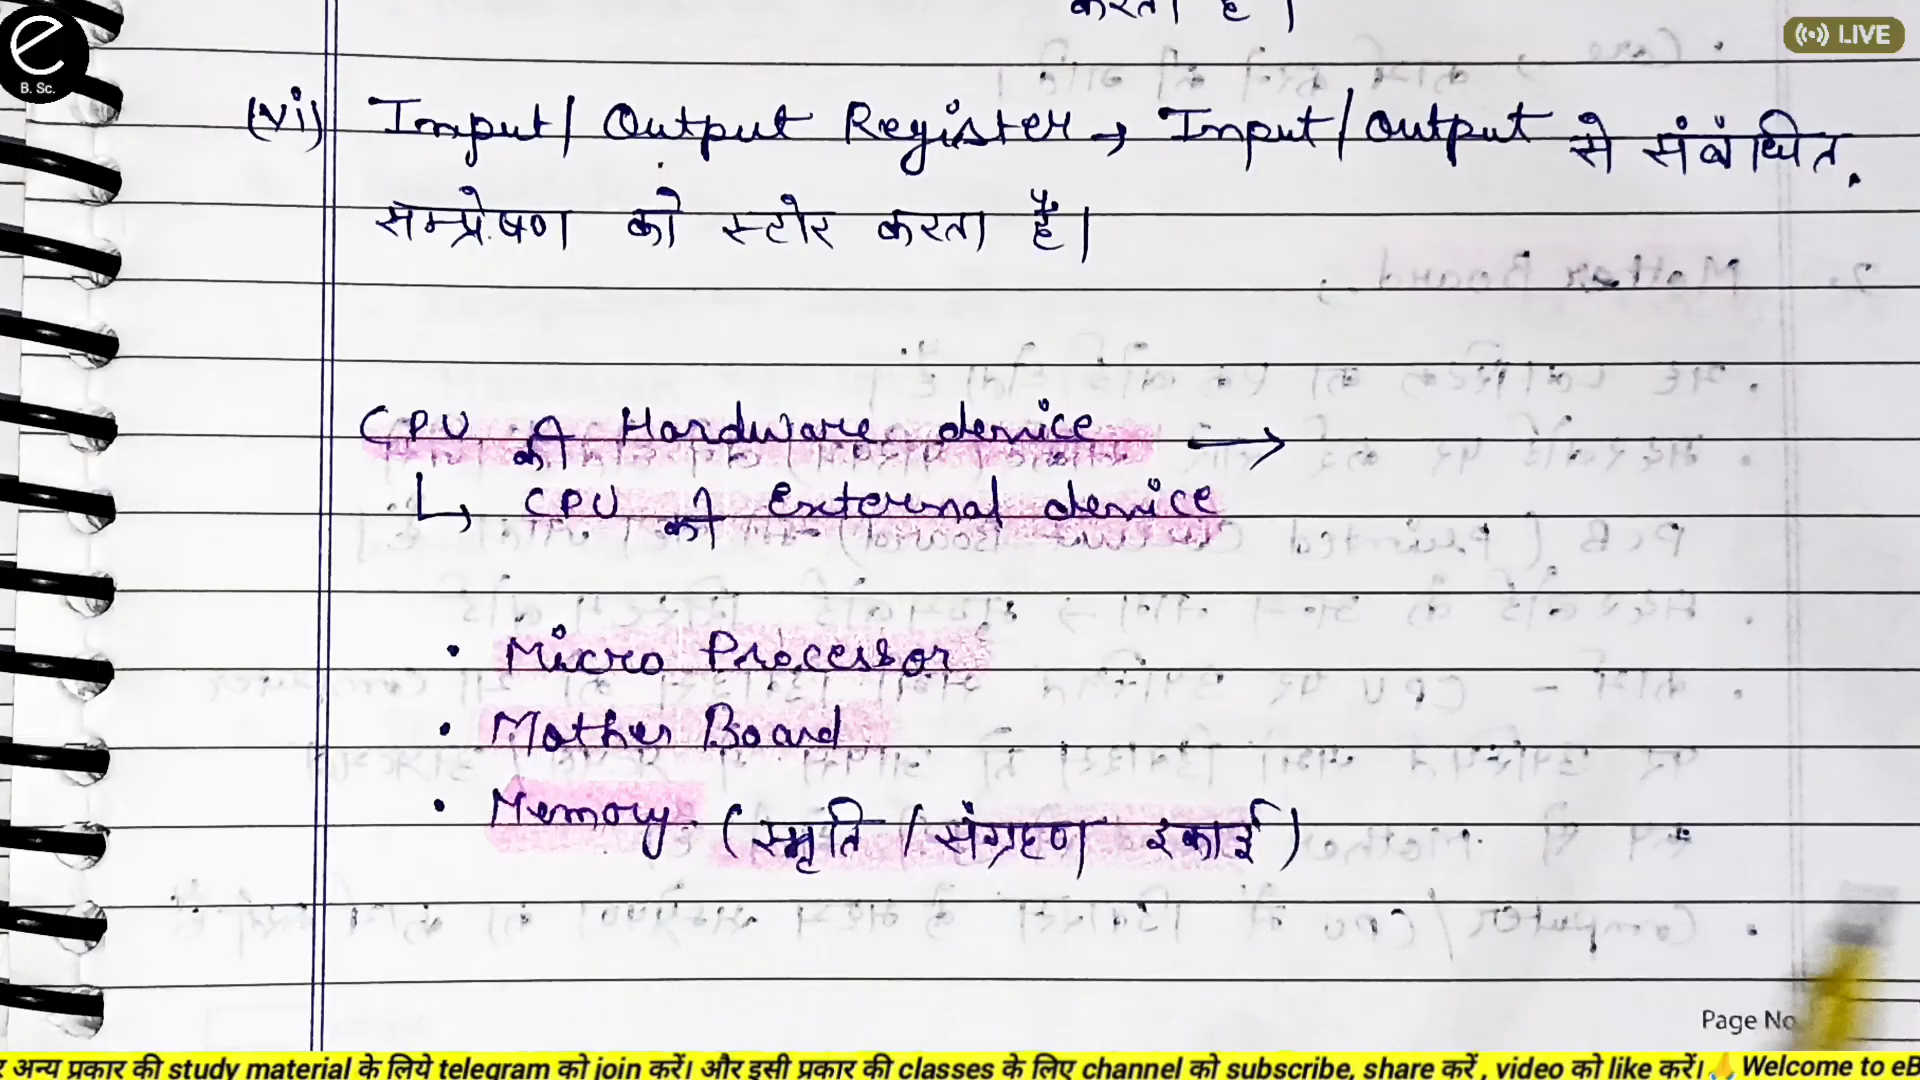 करता है।
LIVE
e
B. Sc.
(vi) Input/Output Register → Input/Output से संबंधित
सम्प्रेषण को स्टोर करता है।
CPU का Hardware device →
↳ CPU का External device
• Micro Processor
• Mother Board
• Memory (स्मृति / संग्रहण इकाई)
Page No
अन्य प्रकार की study material के लिये telegram को join करें। और इसी प्रकार की classes के लिए channel को subscribe, share करें , video को like करें।🙏 Welcome to eB